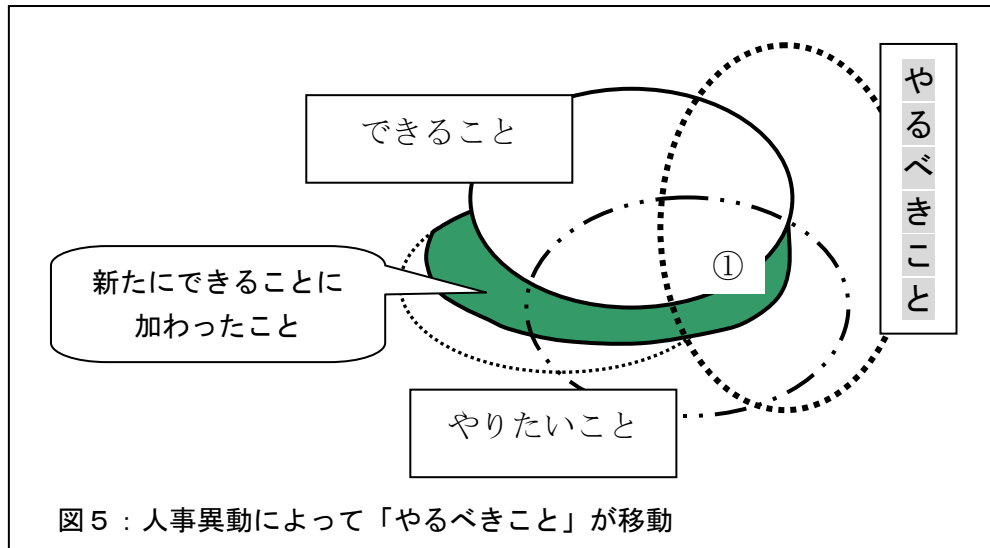 できること
やるべきこと
①
新たにできることに
加わったこと
やりたいこと
図５：人事異動によって「やるべきこと」が移動